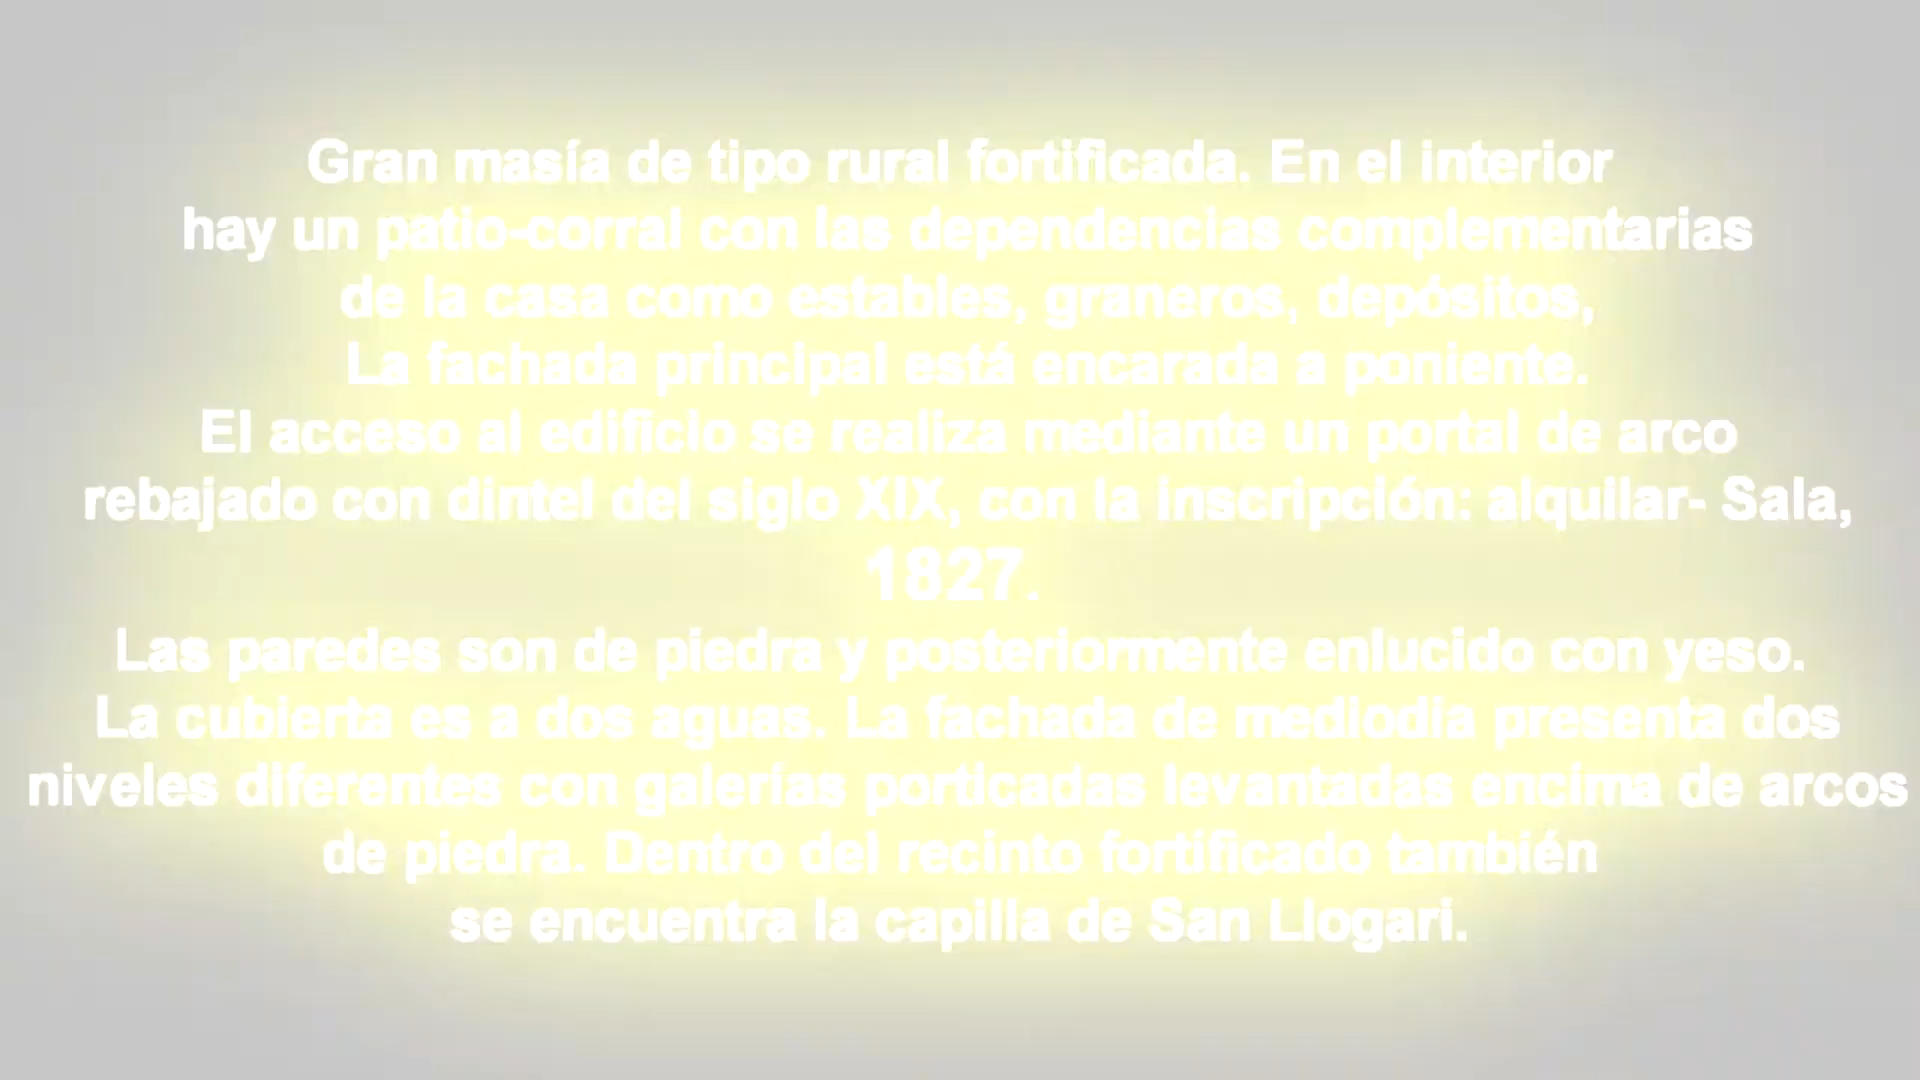 Gran masía de tipo rural fortificada. En el interior
hay un patio-corral con las dependencias complementarias
de la casa como estables, graneros, depósitos,
La fachada principal está encarada a poniente.
El acceso al edificio se realiza mediante un portal de arco
rebajado con dintel del siglo XIX, con la inscripción: alquilar- Sala,
1827.
Las paredes son de piedra y posteriormente enlucido con yeso.
La cubierta es a dos aguas. La fachada de mediodia presenta dos
niveles diferentes con galerías porticadas levantadas encima de arcos
de piedra. Dentro del recinto fortificado también
se encuentra la capilla de San Llogari.